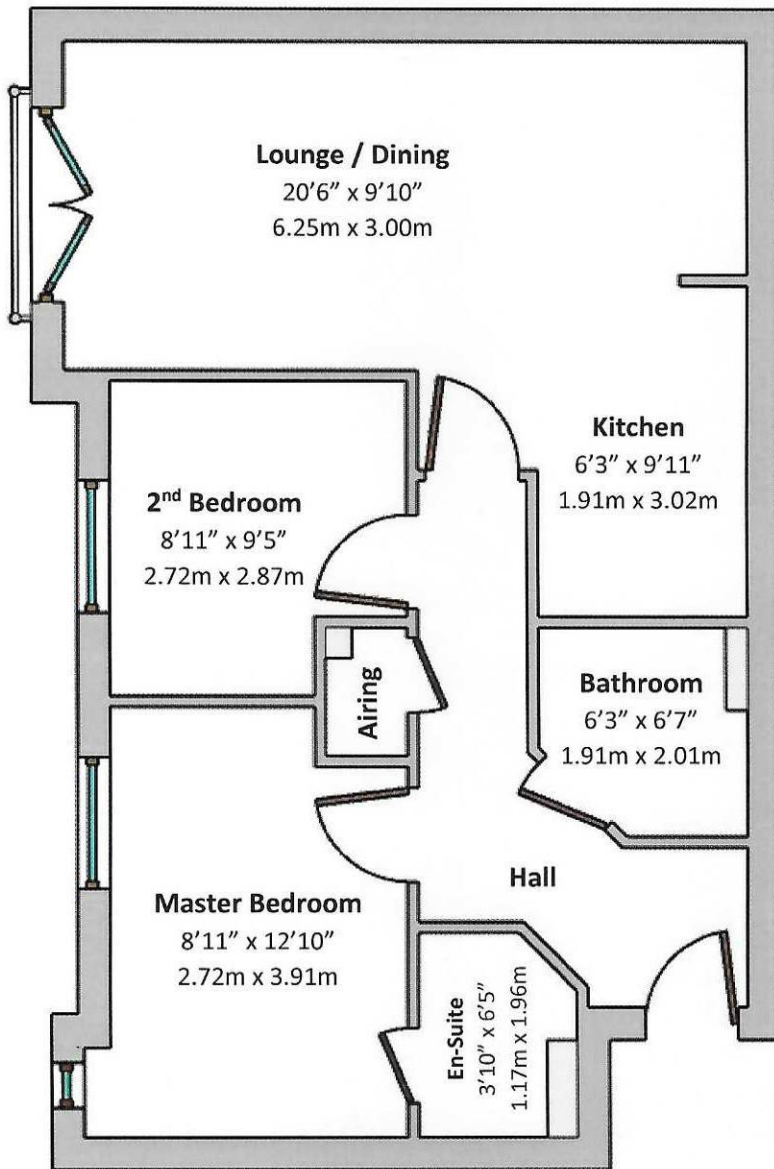 Lounge / Dining
20’6” x 9’10”
6.25m x 3.00m
Kitchen
6’3” x 9’11”
1.91m x 3.02m
2nd Bedroom
8’11” x 9’5”
2.72m x 2.87m
Airing
Bathroom
6’3” x 6’7”
1.91m x 2.01m
Hall
Master Bedroom
8’11” x 12’10”
2.72m x 3.91m
En-Suite
3’10” x 6’5”
1.17m x 1.96m